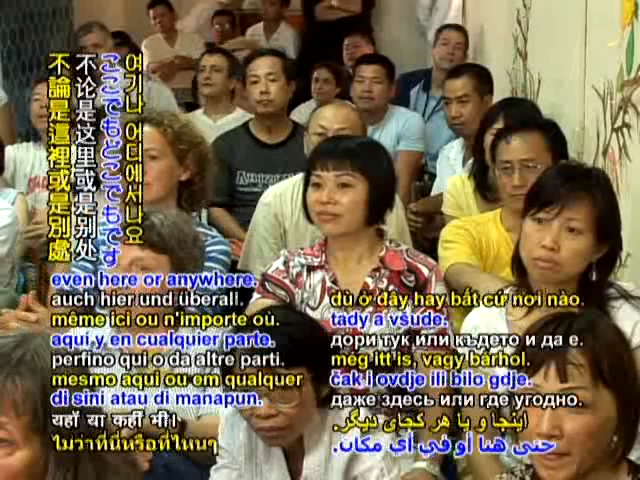 不論是這裡或是別處
不论是这里或是别处
ここでもどこでもです
여기나 어디에서나요
even here or anywhere.
auch hier und überall.
même ici ou n'importe où.
aquí y en cualquier parte.
perfino qui o da altre parti.
mesmo aqui ou em qualquer
di sini atau di manapun.
यहाँ या कहीं भी।
ไม่ว่าที่นี่หรือที่ไหนๆ
dù ở đây hay bất cứ nơi nào.
tady a všude.
дори тук или където и да е.
még itt is, vagy bárhol.
čak i ovdje ili bilo gdje.
даже здесь или где угодно.
اینجا و یا هر کجای دیگر.
حتى هنا أو في أي مكان.